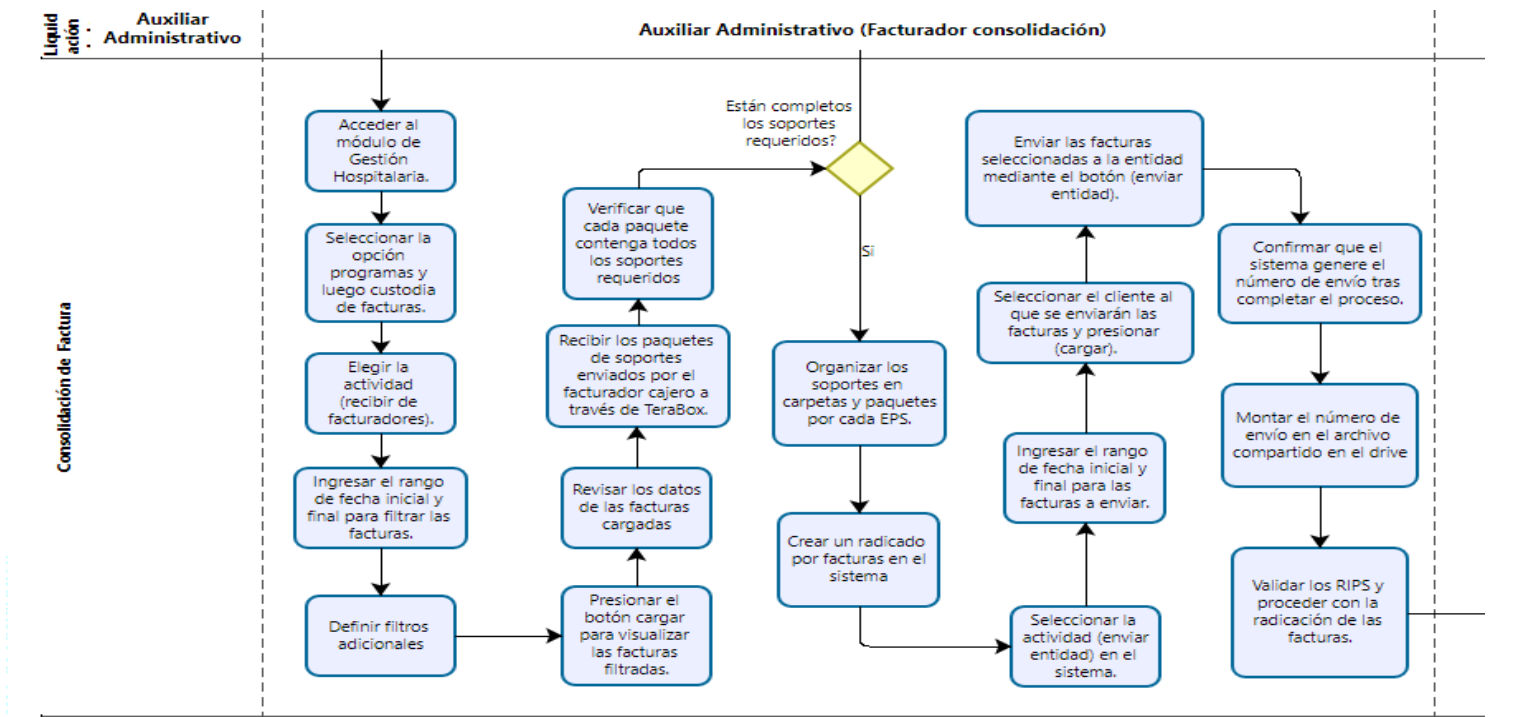 Liquid
ación
.
Auxiliar
Administrativo
Auxiliar Administrativo (Facturador consolidación)
Consolidación de Factura
Acceder al
módulo de
Gestión
Hospitalaria.
Seleccionar la
opción
programas y
luego custodia
de facturas.
Elegir la
actividad
(recibir de
facturadores).
Ingresar el rango
de fecha inicial y
final para filtrar las
facturas.
Definir filtros
adicionales
Presionar el
botón cargar
para visualizar
las facturas
filtradas.
Revisar los datos
de las facturas
cargadas
Recibir los paquetes
de soportes
enviados por el
facturador cajero a
través de TeraBox.
Verificar que
cada paquete
contenga todos
los soportes
requeridos
Están completos
los soportes
requeridos?
Si
Organizar los
soportes en
carpetas y paquetes
por cada EPS.
Crear un radicado
por facturas en el
sistema
Seleccionar la
actividad (enviar
entidad) en el
sistema.
Ingresar el rango
de fecha inicial y
final para las
facturas a enviar.
Seleccionar el cliente al
que se enviarán las
facturas y presionar
(cargar).
Enviar las facturas
seleccionadas a la entidad
mediante el botón (enviar
entidad).
Confirmar que el
sistema genere el
número de envío tras
completar el proceso.
Montar el número de
envío en el archivo
compartido en el drive
Validar los RIPS y
proceder con la
radicación de las
facturas.